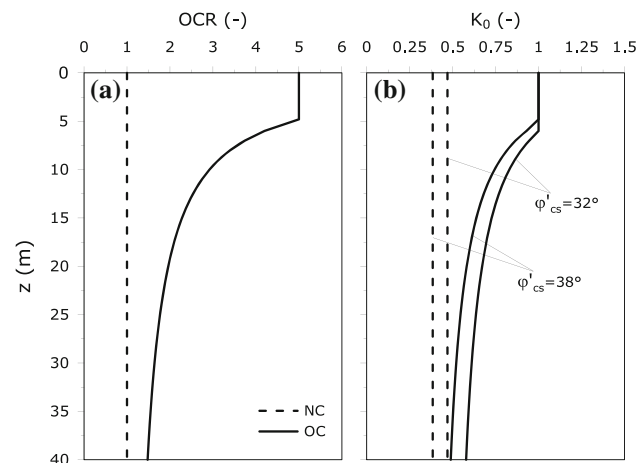 OCR (-)
0 1 2 3 4 5 6
K0 (-)
0 0.25 0.5 0.75 1 1.25 1.5
z (m)
0
5
10
15
20
25
30
35
40
(a)
NC
OC
(b)
φ'cs=32°
φ'cs=38°